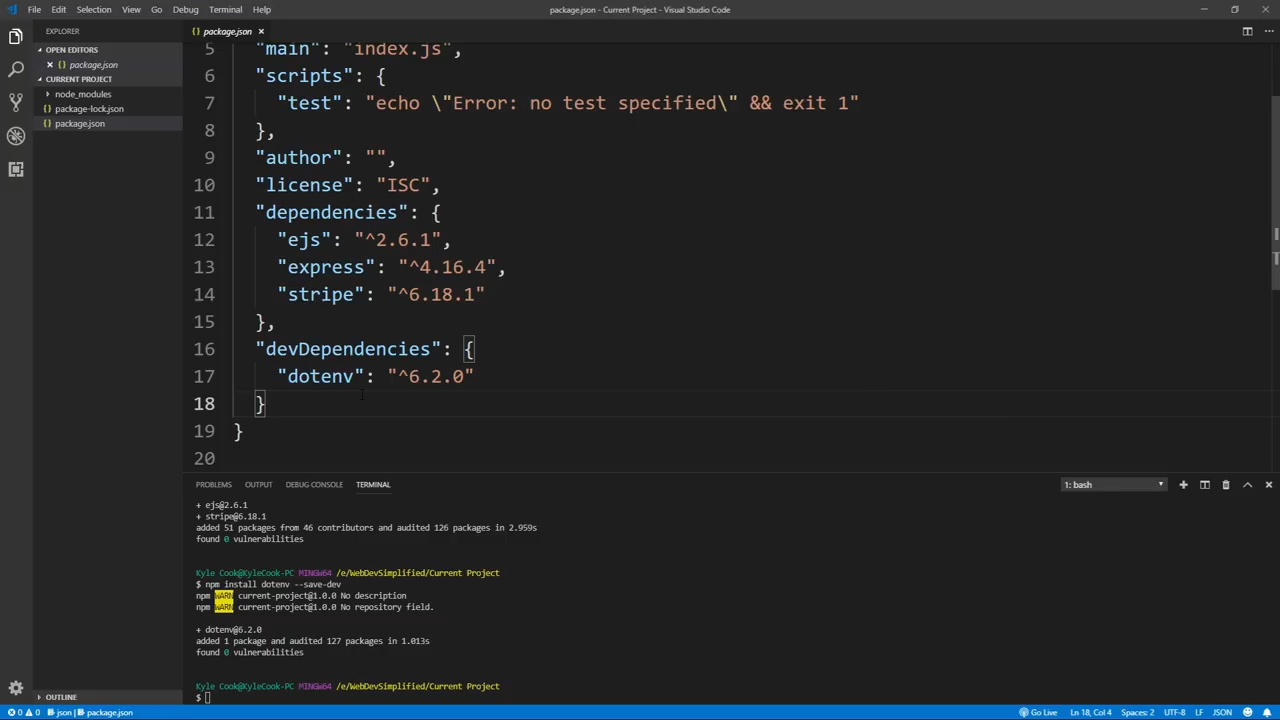 File Edit Selection View Go Debug Terminal Help
package.json - Current Project - Visual Studio Code
EXPLORER
OPEN EDITORS
package.json
CURRENT PROJECT
node_modules
package-lock.json
package.json
OUTLINE
package.json
5 "main": "index.js",
6 "scripts": {
7 "test": "echo \"Error: no test specified\" && exit 1"
8 },
9 "author": "",
10 "license": "ISC",
11 "dependencies": {
12 "ejs": "^2.6.1",
13 "express": "^4.16.4",
14 "stripe": "^6.18.1"
15 },
16 "devDependencies": {
17 "dotenv": "^6.2.0"
18 }
19 }
20
PROBLEMS OUTPUT DEBUG CONSOLE TERMINAL
1: bash
+ ejs@2.6.1
+ stripe@6.18.1
added 51 packages from 46 contributors and audited 126 packages in 2.959s
found 0 vulnerabilities
Kyle Cook@KyleCook-PC MINGW64 /e/WebDevSimplified/Current Project
$ npm install dotenv --save-dev
npm WARN current-project@1.0.0 No description
npm WARN current-project@1.0.0 No repository field.
+ dotenv@6.2.0
added 1 package and audited 127 packages in 1.013s
found 0 vulnerabilities
Kyle Cook@KyleCook-PC MINGW64 /e/WebDevSimplified/Current Project
$
0 0 json package.json
Go Live Ln 18, Col 4 Spaces: 2 UTF-8 LF JSON